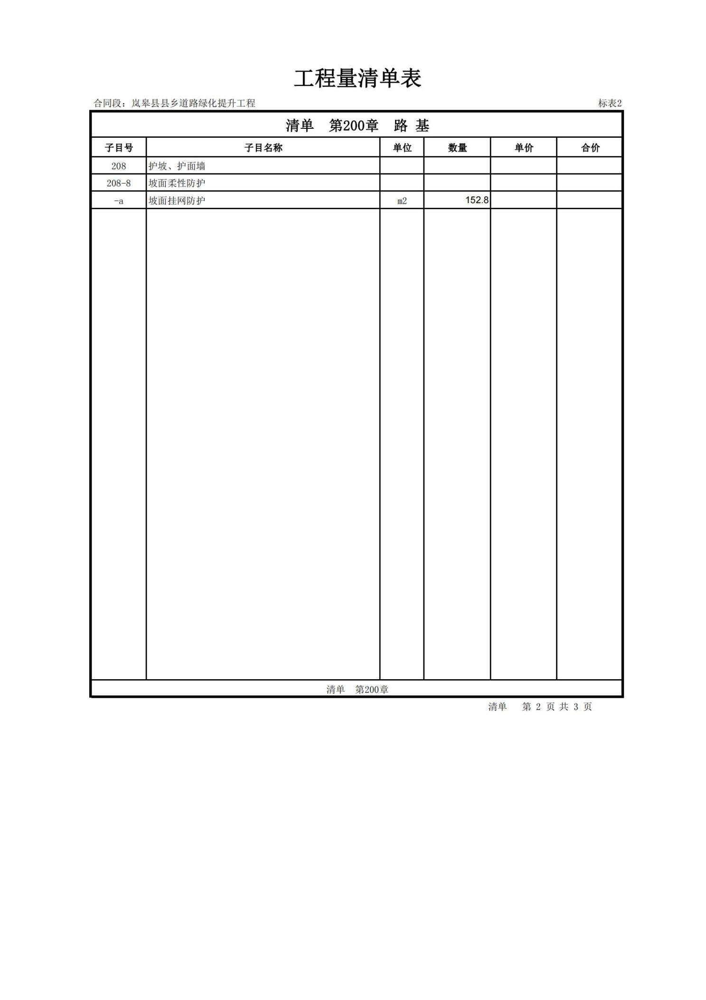 工程量清单表
合同段：岚皋县县乡道路绿化提升工程 标表2
清单 第200章 路 基
子目号 子目名称 单位 数量 单价 合价
208 护坡、护面墙
208-8 坡面柔性防护
-a 坡面挂网防护 m2 152.8
清单 第200章
清单 第 2 页 共 3 页